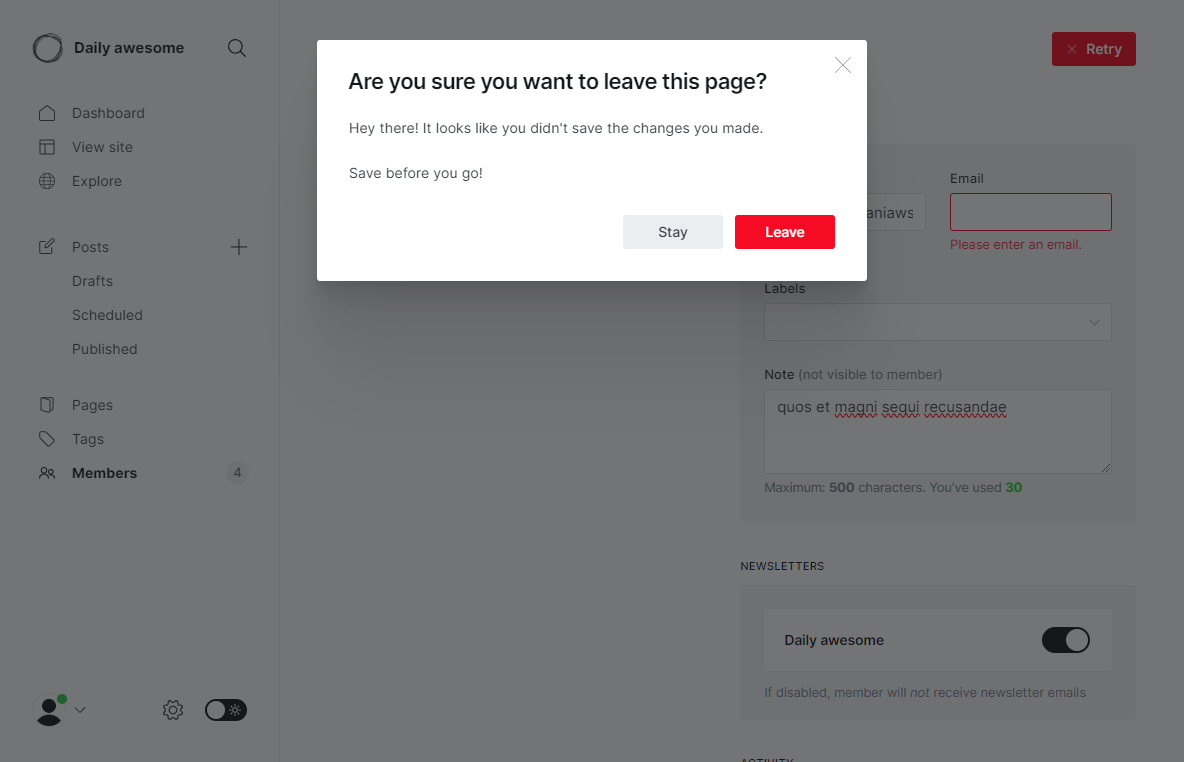 Daily awesome
Dashboard
View site
Explore
Posts
Drafts
Scheduled
Published
Pages
Tags
Members 4
Are you sure you want to leave this page?
Hey there! It looks like you didn't save the changes you made.
Save before you go!
Stay
Leave
Retry
aniaws
Email
Please enter an email.
Labels
Note (not visible to member)
quos et magni sequi recusandae
Maximum: 500 characters. You've used 30
NEWSLETTERS
Daily awesome
If disabled, member will not receive newsletter emails
ACTIVITY